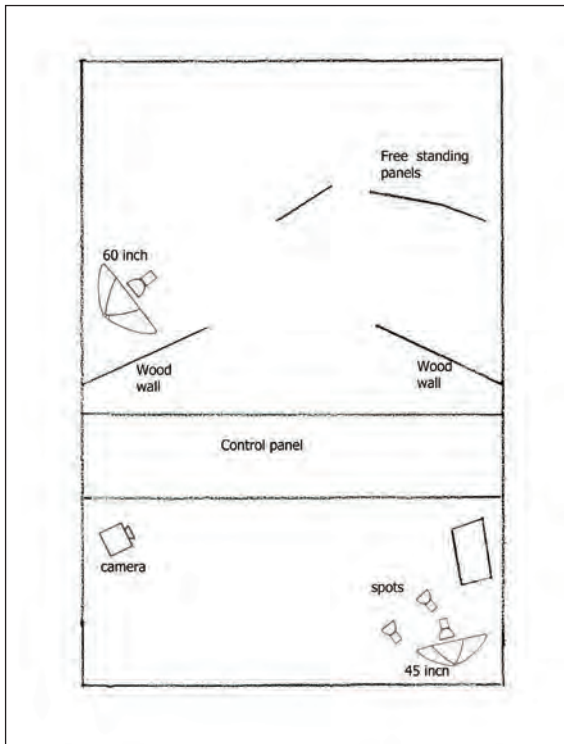 Free standing
panels
60 inch
Wood
wall
Wood
wall
Control panel
camera
spots
45 incn